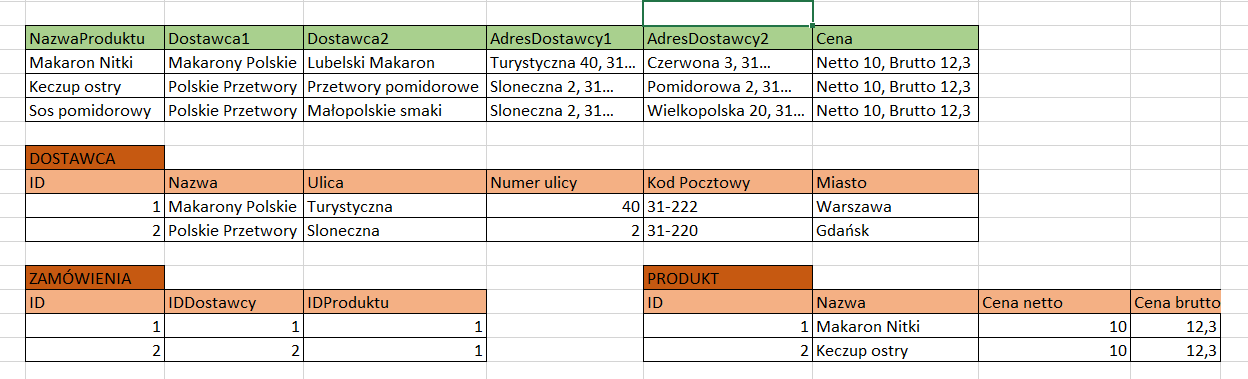 NazwaProduktu Dostawca1 Dostawca2 AdresDostawcy1 AdresDostawcy2 Cena
Makaron Nitki Makarony Polskie Lubelski Makaron Turystyczna 40, 31... Czerwona 3, 31... Netto 10, Brutto 12,3
Keczup ostry Polskie Przetwory Przetwory pomidorowe Sloneczna 2, 31... Pomidorowa 2, 31... Netto 10, Brutto 12,3
Sos pomidorowy Polskie Przetwory Małopolskie smaki Sloneczna 2, 31... Wielkopolska 20, 31... Netto 10, Brutto 12,3
DOSTAWCA
ID Nazwa Ulica Numer ulicy Kod Pocztowy Miasto
1 Makarony Polskie Turystyczna 40 31-222 Warszawa
2 Polskie Przetwory Sloneczna 2 31-220 Gdańsk
ZAMÓWIENIA PRODUKT
ID IDDostawcy IDProduktu ID Nazwa Cena netto Cena brutto
1 1 1 1 Makaron Nitki 10 12,3
2 2 1 2 Keczup ostry 10 12,3